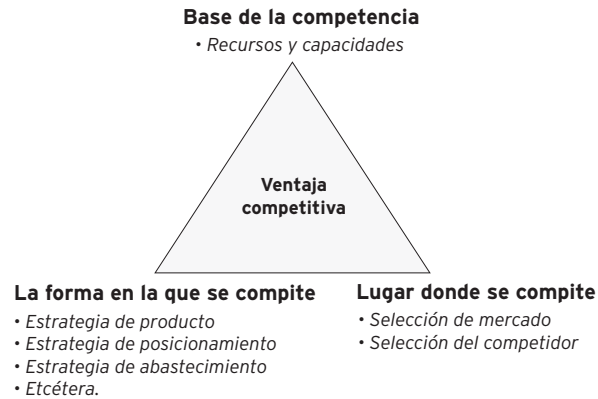 Base de la competencia
• Recursos y capacidades
Ventaja
competitiva
La forma en la que se compite
• Estrategia de producto
• Estrategia de posicionamiento
• Estrategia de abastecimiento
• Etcétera.
Lugar donde se compite
• Selección de mercado
• Selección del competidor